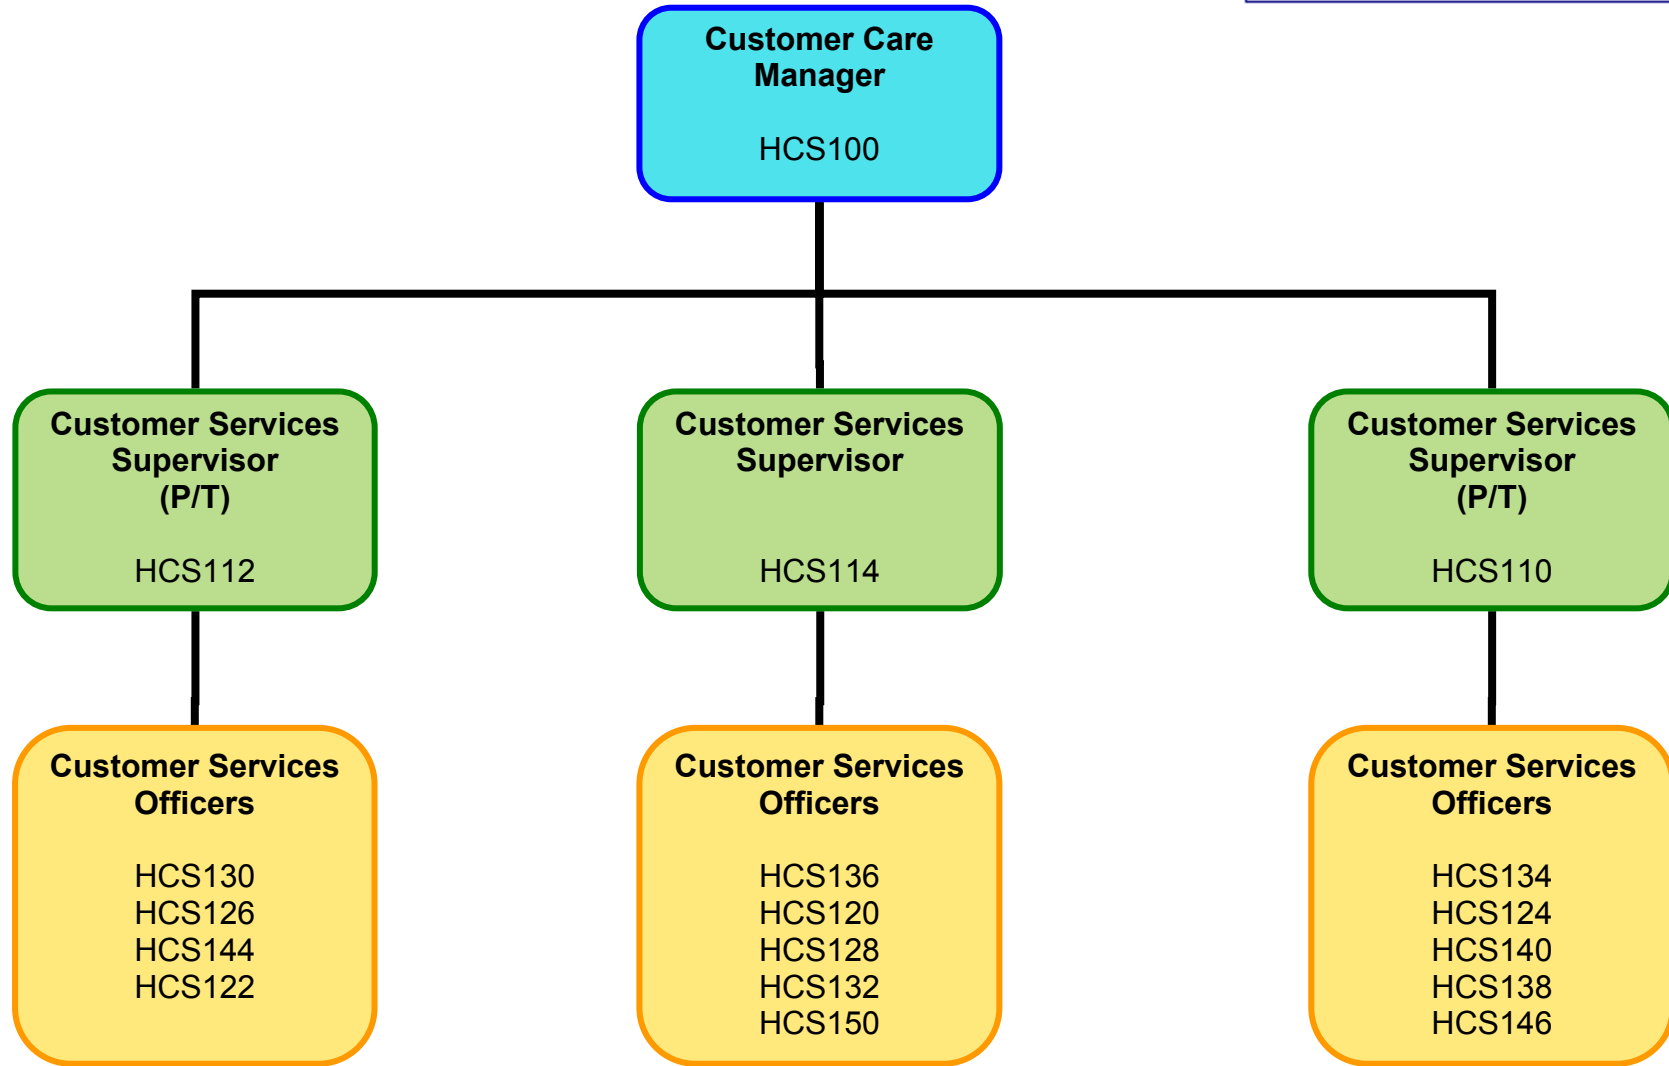 Customer Care
Manager
HCS100
Customer Services
Supervisor
(P/T)
HCS112
Customer Services
Supervisor
HCS114
Customer Services
Supervisor
(P/T)
HCS110
Customer Services
Officers
HCS130
HCS126
HCS144
HCS122
Customer Services
Officers
HCS136
HCS120
HCS128
HCS132
HCS150
Customer Services
Officers
HCS134
HCS124
HCS140
HCS138
HCS146